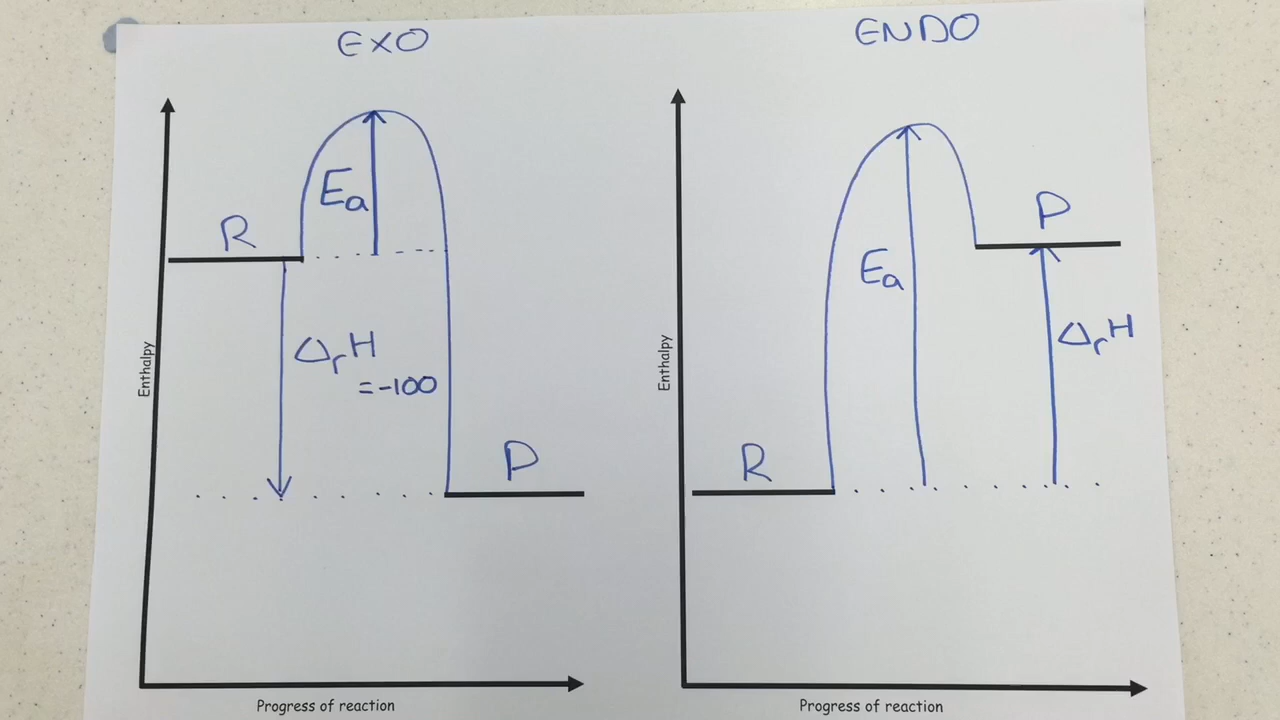 EXO
R
Ea
ΔrH
=-100
P
Enthalpy
Progress of reaction
ENDO
P
Ea
ΔrH
R
Enthalpy
Progress of reaction